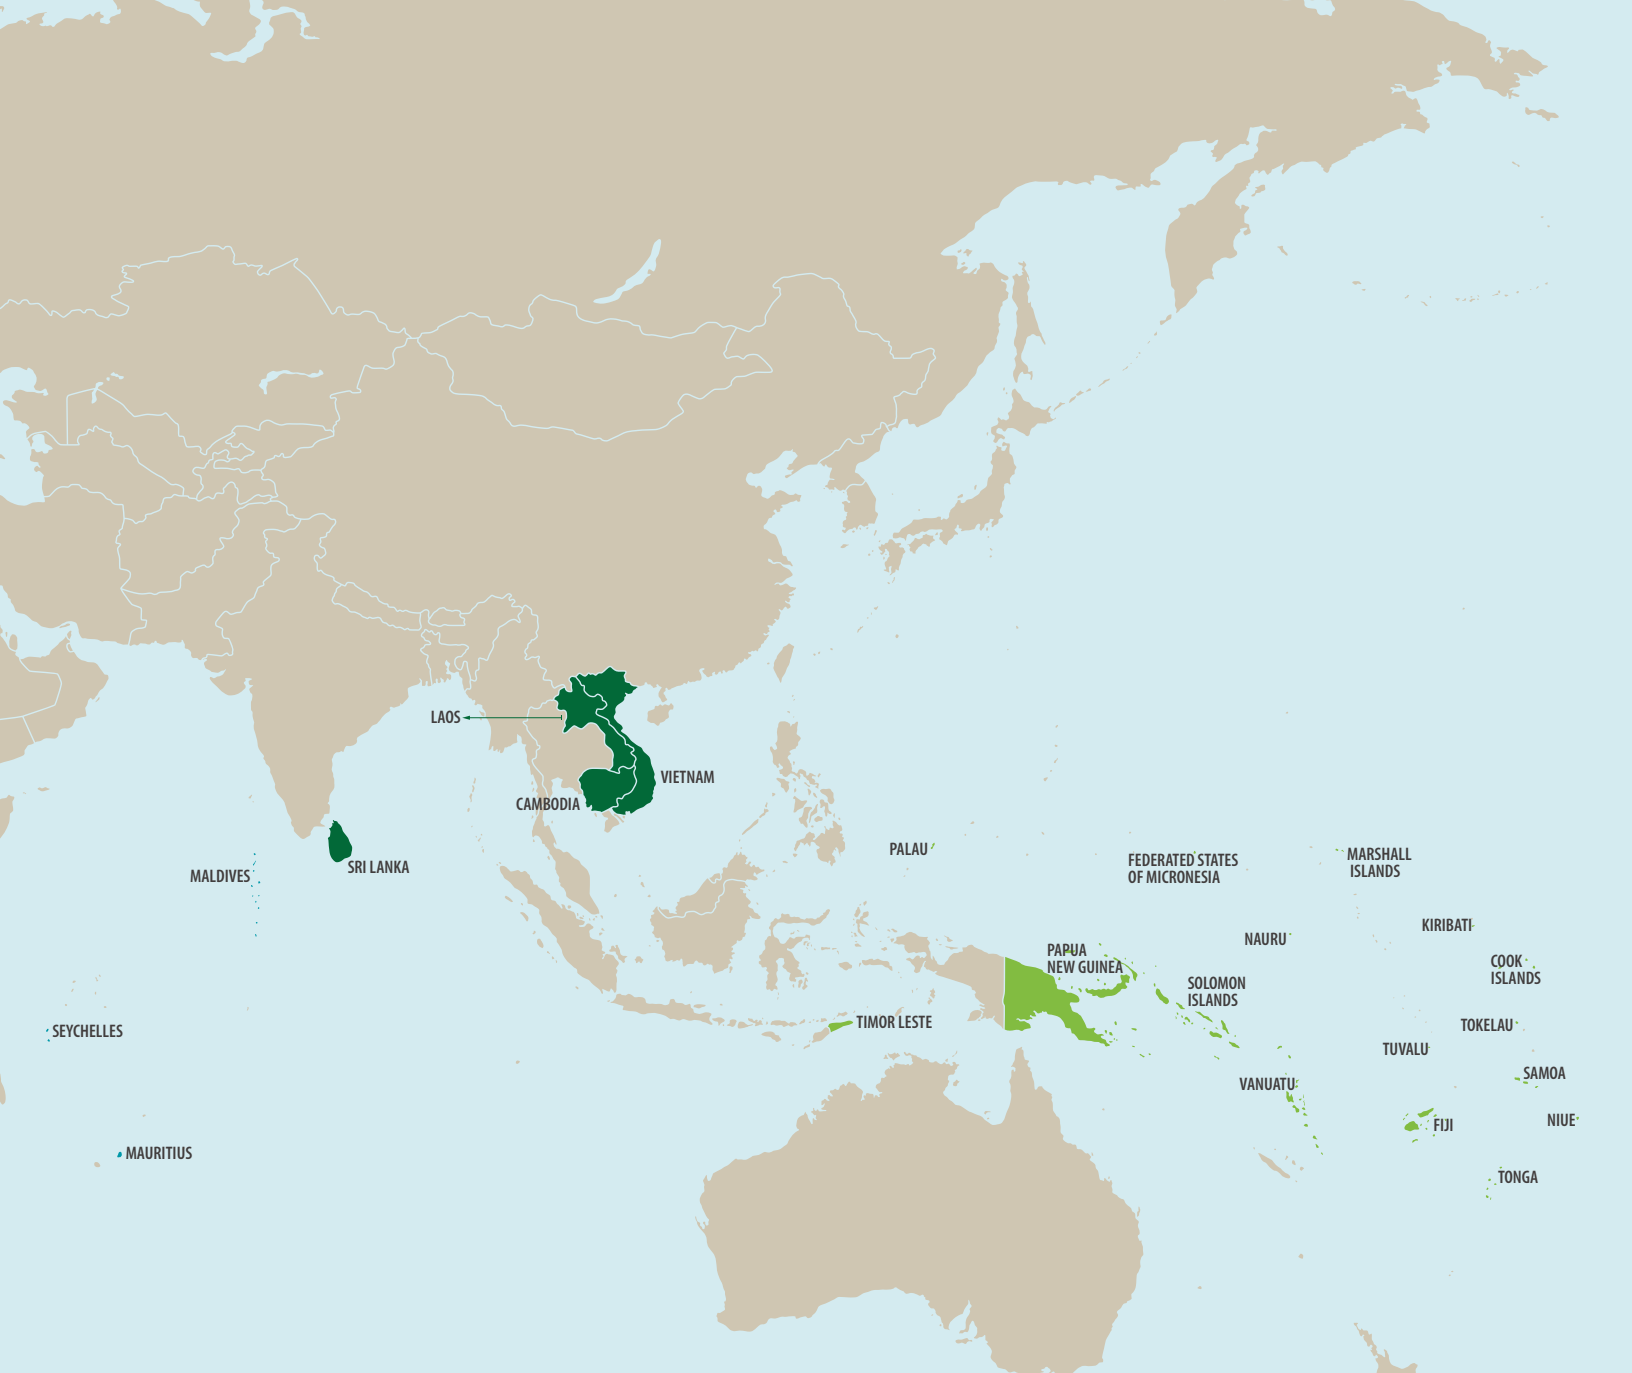 LAOS
VIETNAM
CAMBODIA
SRI LANKA
MALDIVES
PALAU
FEDERATED STATES
OF MICRONESIA
MARSHALL
ISLANDS
KIRIBATI
NAURU
PAPUA
NEW GUINEA
COOK
ISLANDS
SOLOMON
ISLANDS
SEYCHELLES
TIMOR LESTE
TOKELAU
TUVALU
SAMOA
VANUATU
FIJI
NIUE
MAURITIUS
TONGA